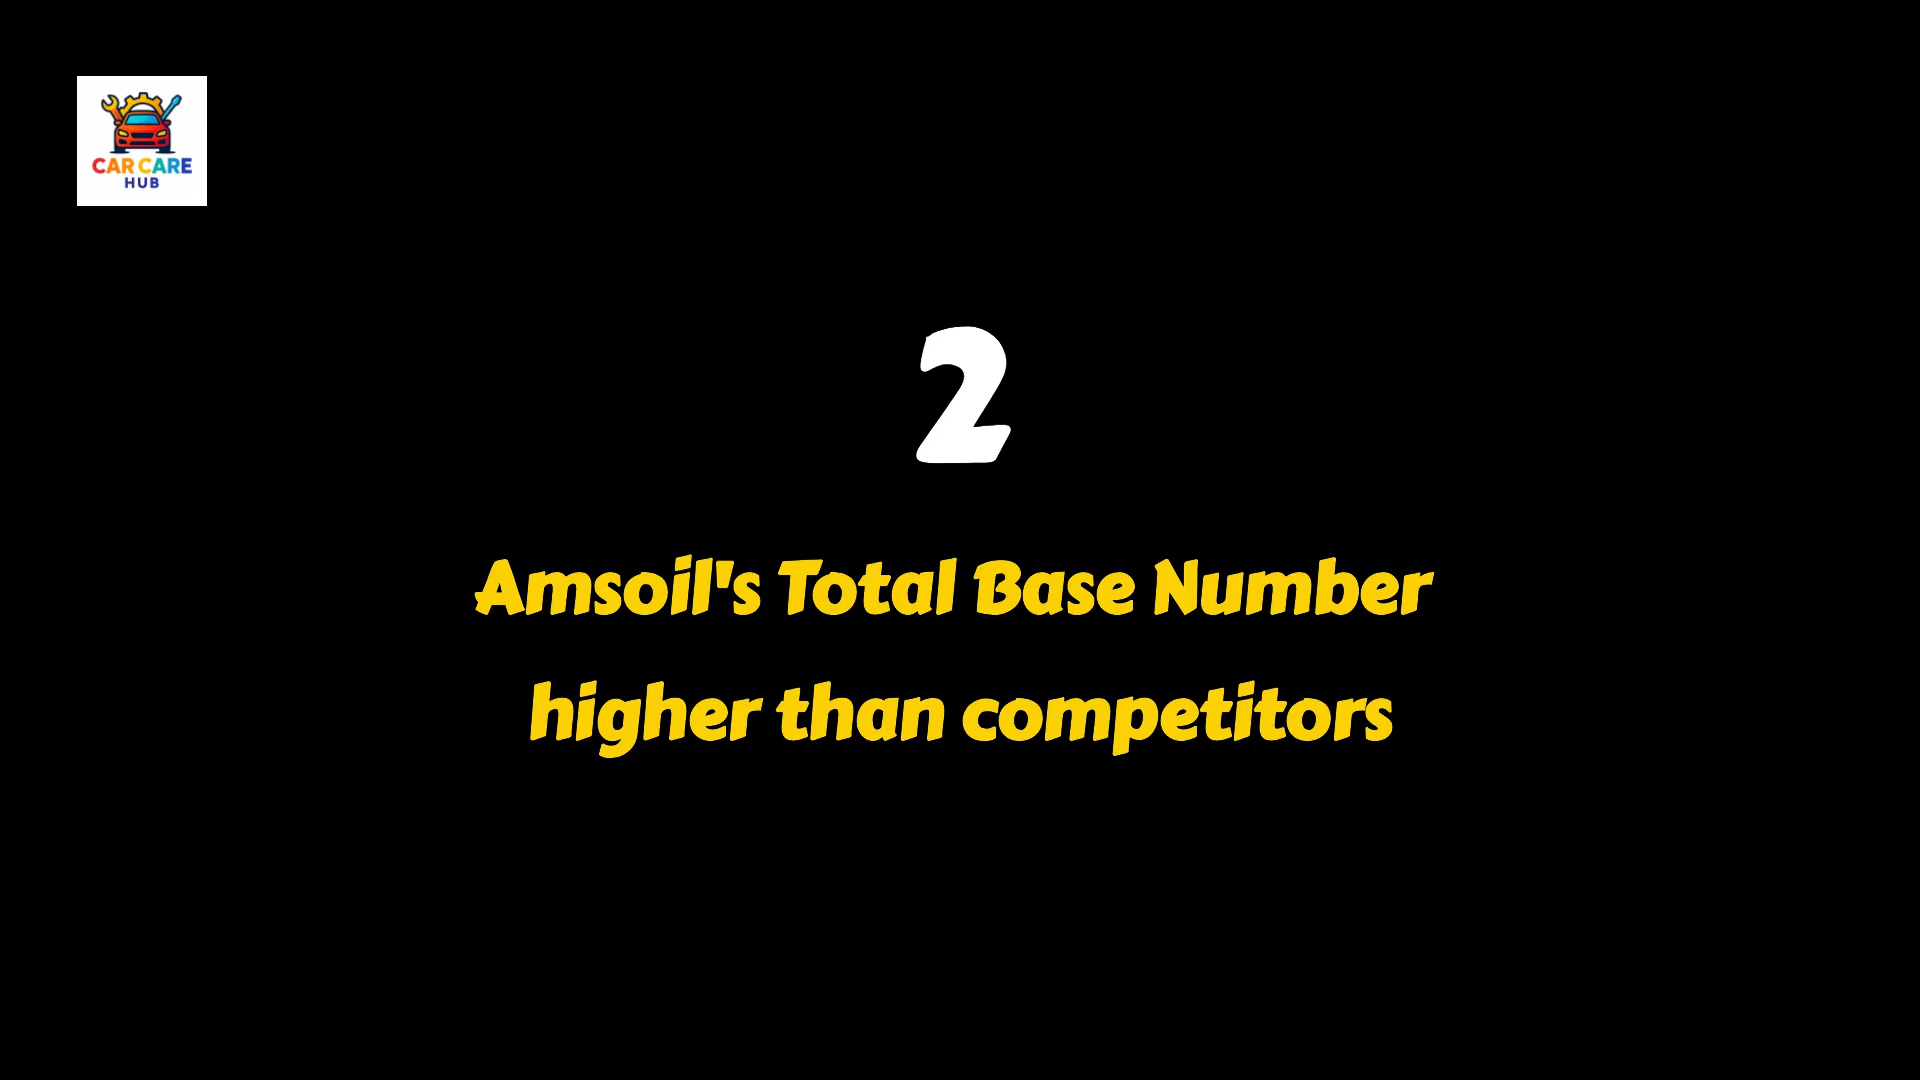 CAR CARE
HUB
2
Amsoil's Total Base Number
higher than competitors